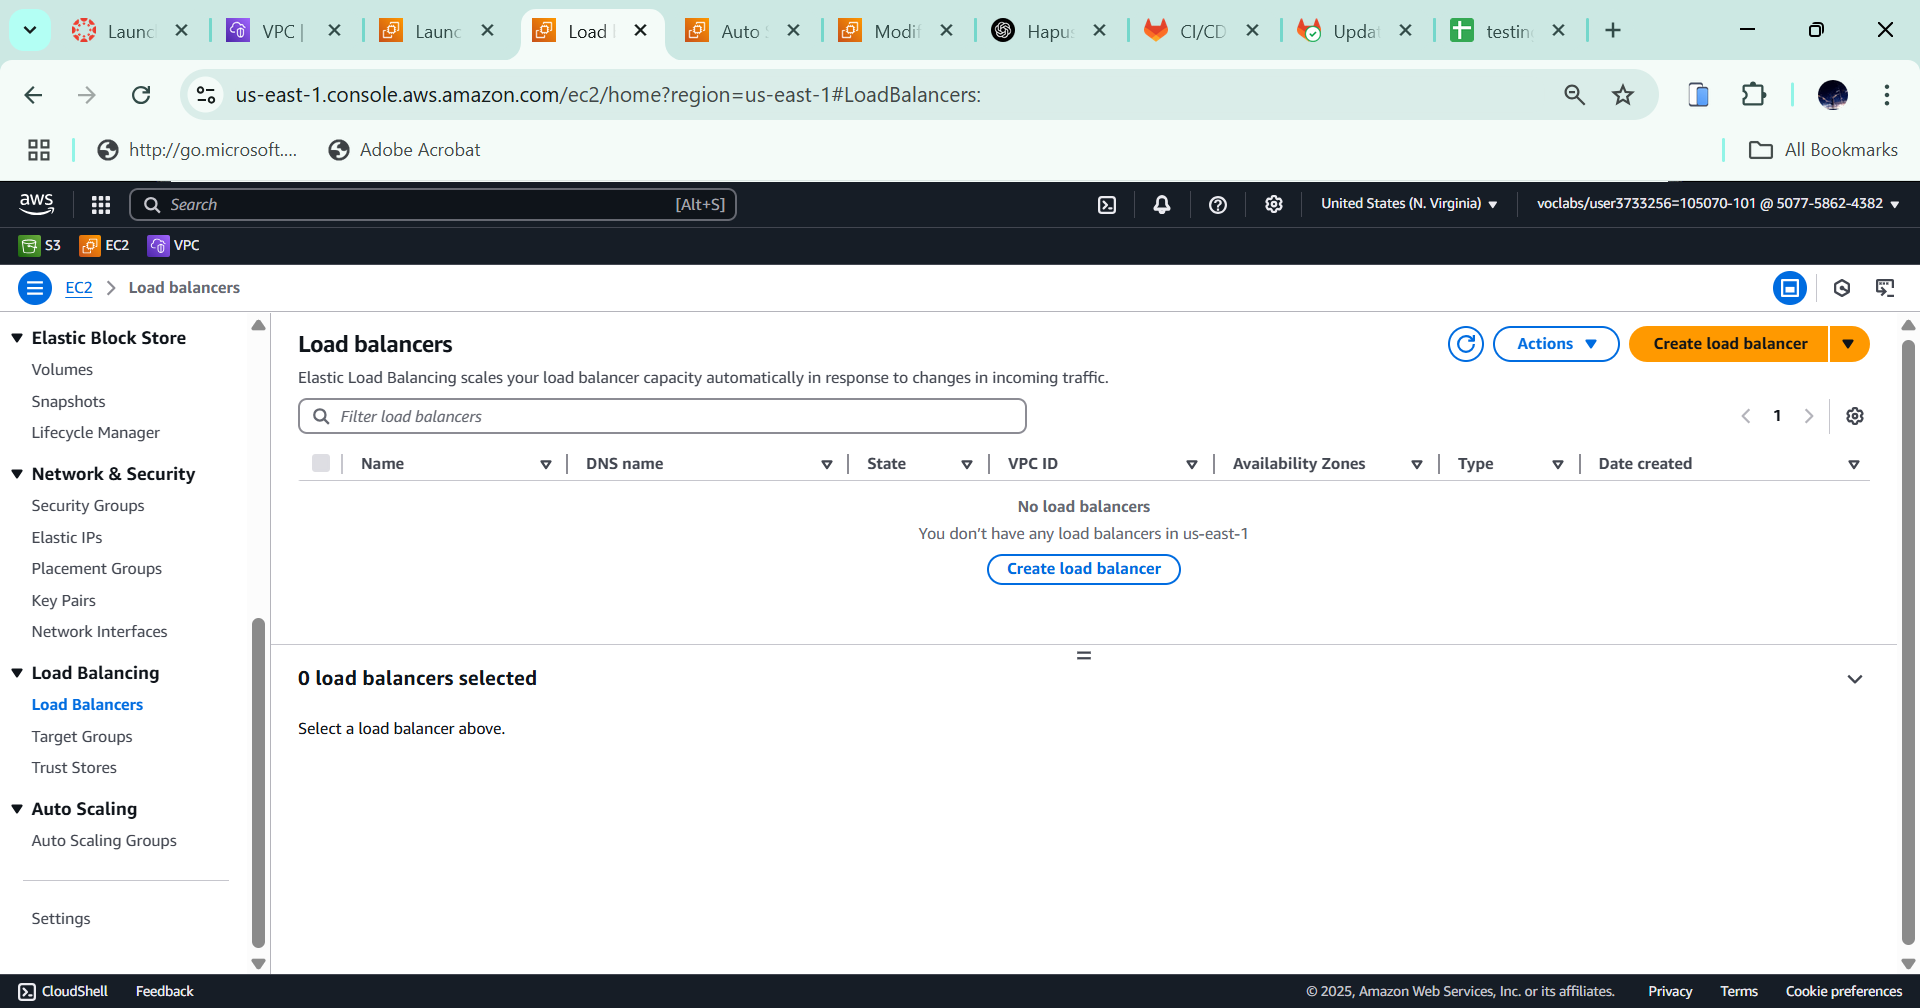 Launc
VPC |
Launc
Load
Auto
Modif
Hapus
CI/CD
Updat
testing
us-east-1.console.aws.amazon.com/ec2/home?region=us-east-1#LoadBalancers:
http://go.microsoft....
Adobe Acrobat
All Bookmarks
aws
Search
[Alt+S]
United States (N. Virginia)
voclabs/user3733256=105070-101 @ 5077-5862-4382
S3
EC2
VPC
EC2
Load balancers
Elastic Block Store
Volumes
Snapshots
Lifecycle Manager
Network & Security
Security Groups
Elastic IPs
Placement Groups
Key Pairs
Network Interfaces
Load Balancing
Load Balancers
Target Groups
Trust Stores
Auto Scaling
Auto Scaling Groups
Settings
Load balancers
Actions
Create load balancer
Elastic Load Balancing scales your load balancer capacity automatically in response to changes in incoming traffic.
Filter load balancers
1
Name
DNS name
State
VPC ID
Availability Zones
Type
Date created
No load balancers
You don't have any load balancers in us-east-1
Create load balancer
0 load balancers selected
Select a load balancer above.
CloudShell
Feedback
© 2025, Amazon Web Services, Inc. or its affiliates.
Privacy
Terms
Cookie preferences